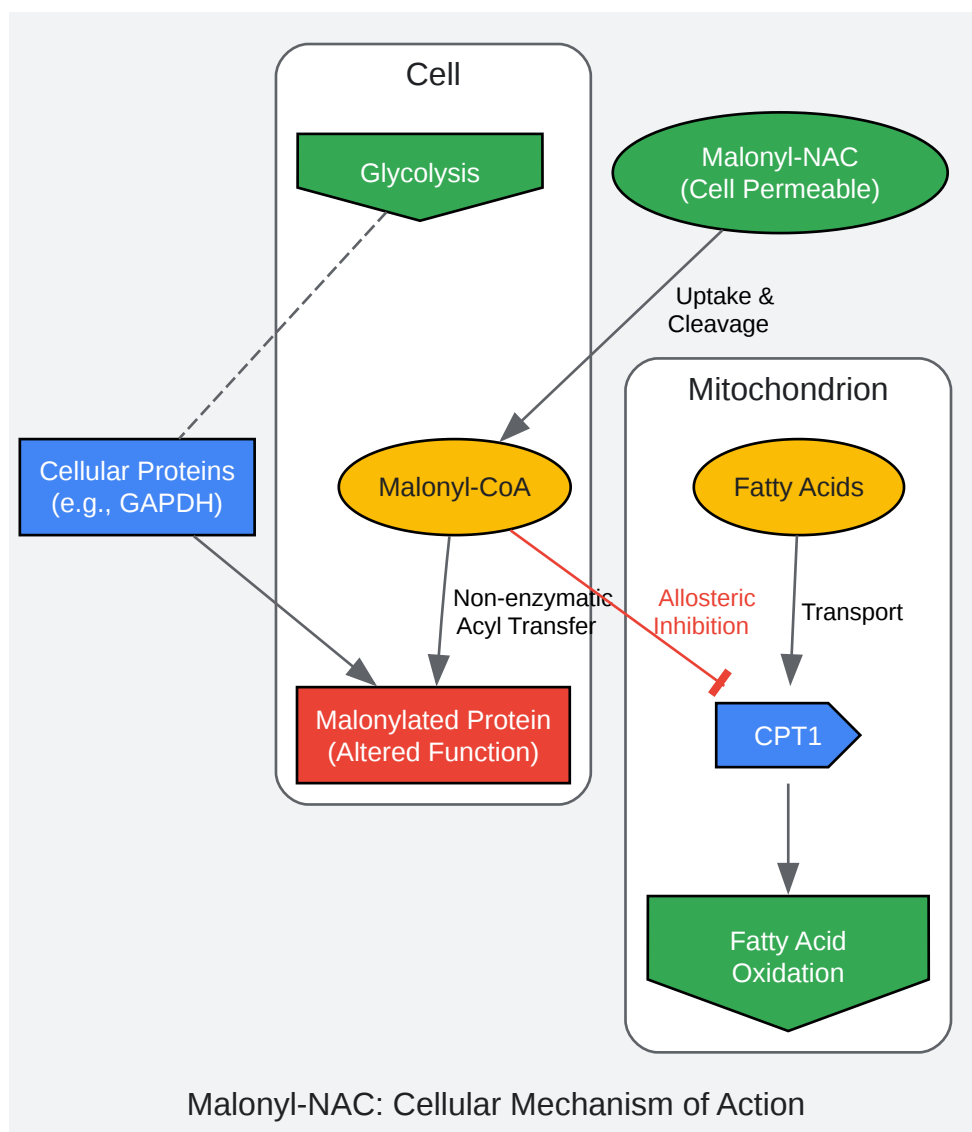 Cell
Glycolysis
Malonyl-NAC
(Cell Permeable)
Uptake &
Cleavage
Mitochondrion
Cellular Proteins
(e.g., GAPDH)
Malonyl-CoA
Fatty Acids
Non-enzymatic
Acyl Transfer
Allosteric
Inhibition
Transport
Malonylated Protein
(Altered Function)
CPT1
Fatty Acid
Oxidation
Malonyl-NAC: Cellular Mechanism of Action